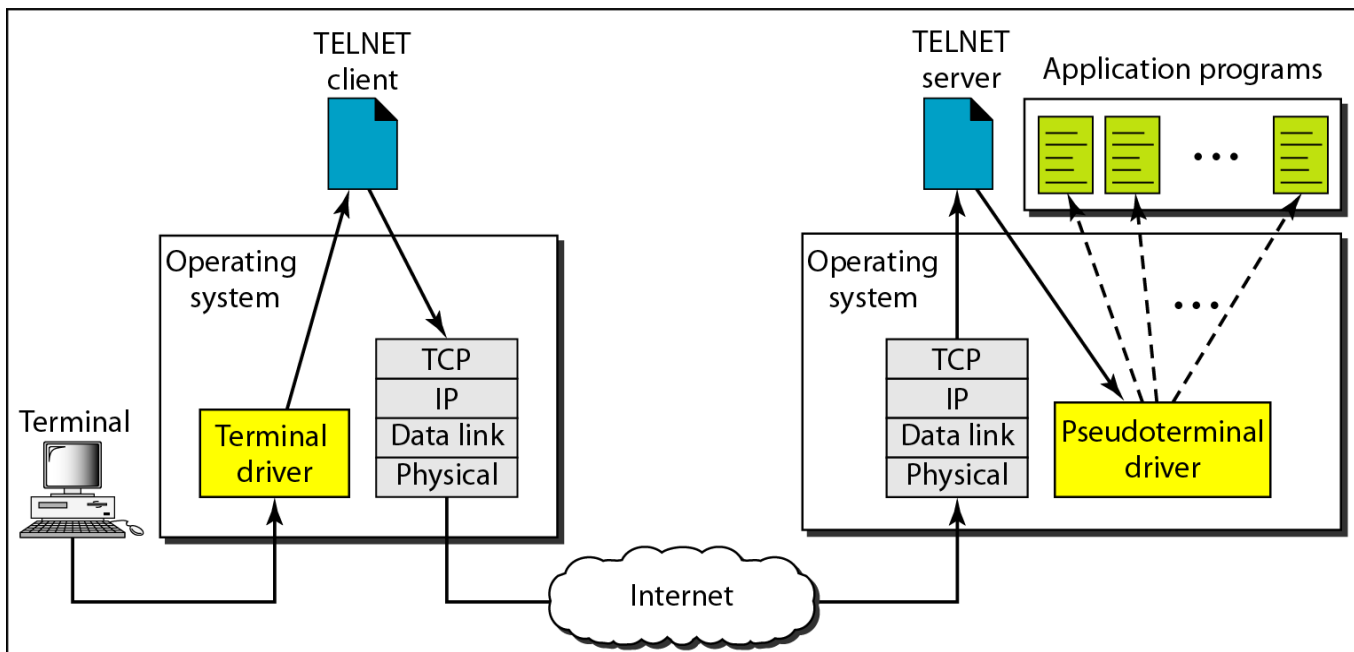 TELNET
client
Operating
system
TCP
IP
Data link
Physical
Terminal
Terminal
driver
Internet
TELNET
server
Application programs
Operating
system
TCP
IP
Data link
Physical
Pseudoterminal
driver